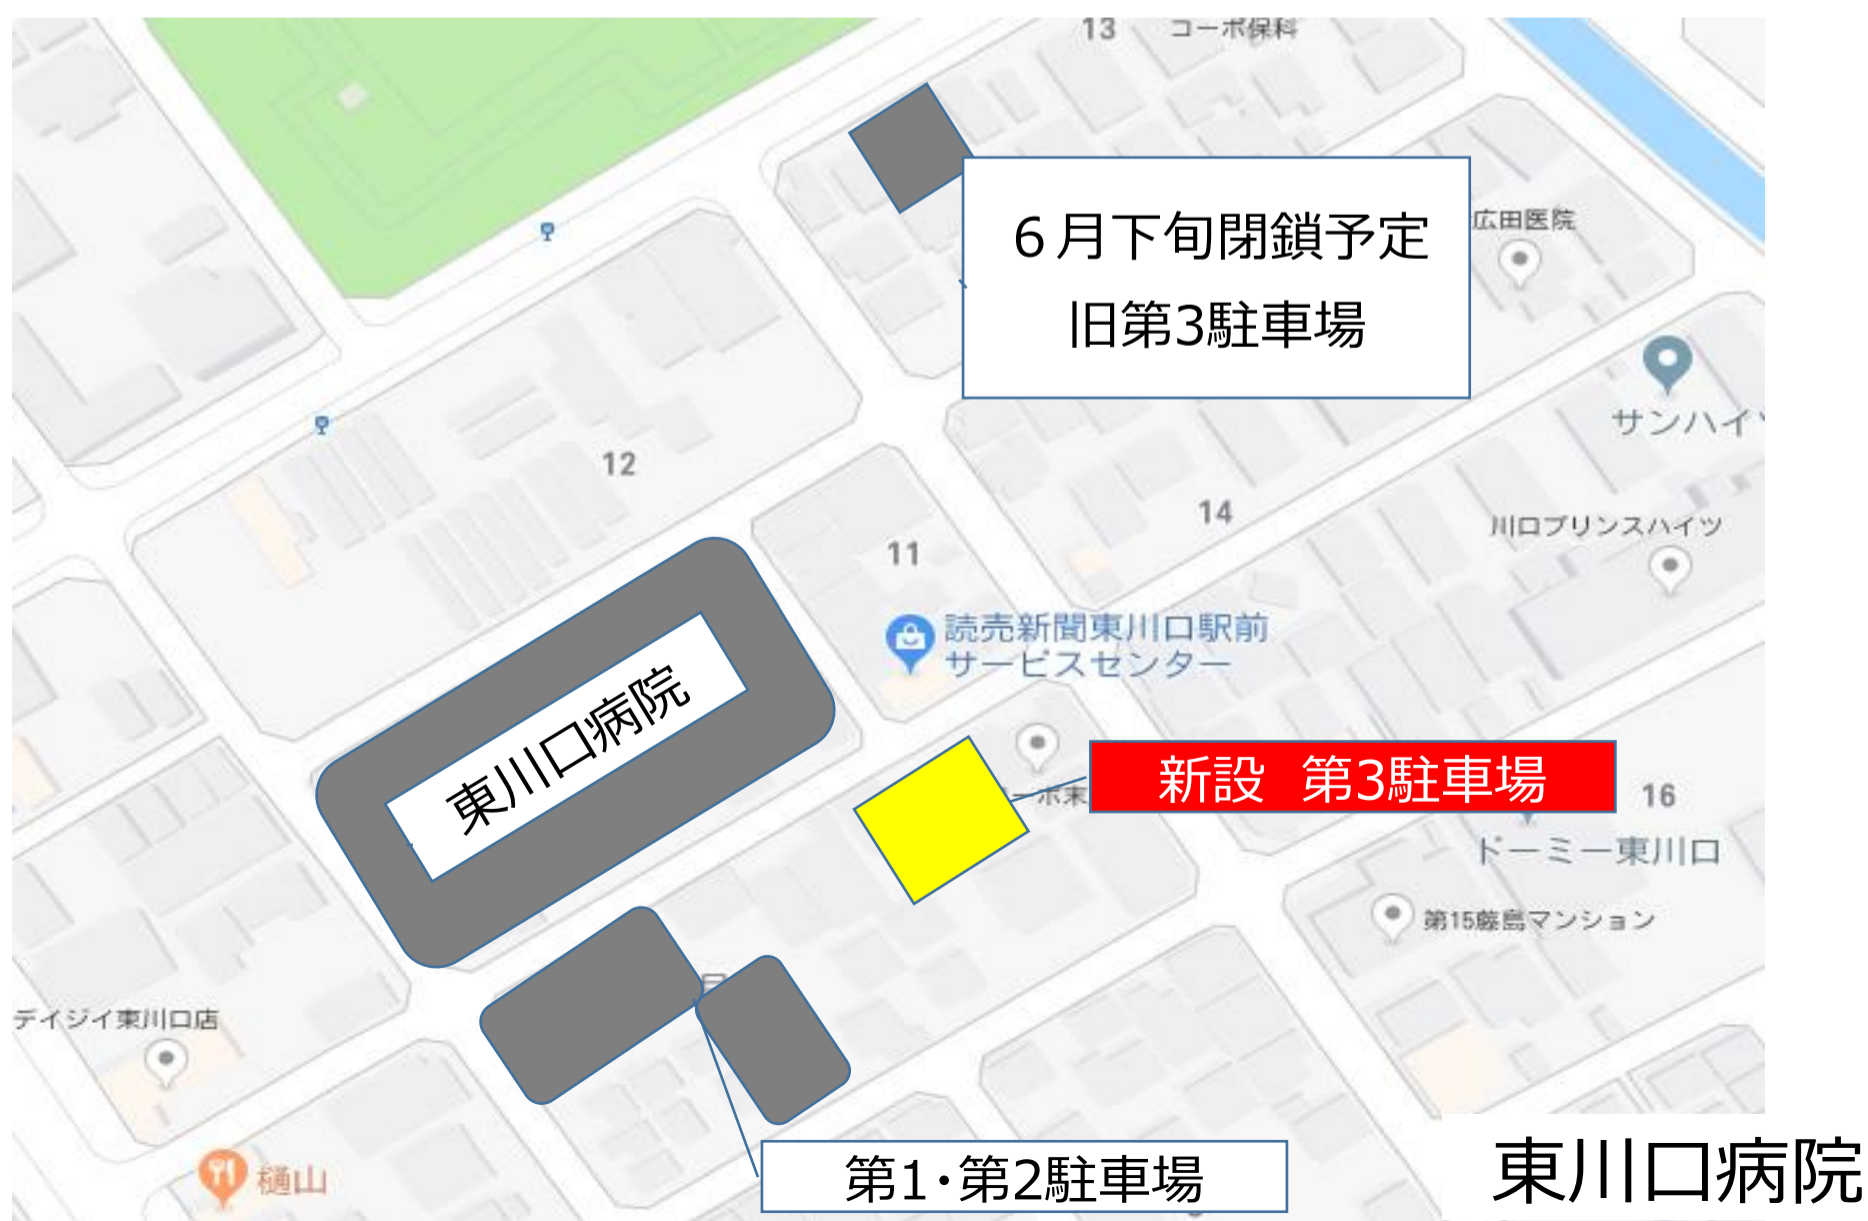 13
コーポ保科
6月下旬閉鎖予定
旧第3駐車場
広田医院
サンハイ
12
14
川口プリンスハイツ
11
読売新聞東川口駅前
サービスセンター
東川口病院
新設 第3駐車場
16
ドーミー東川口
第15藤島マンション
デイジイ東川口店
樋山
第1・第2駐車場
東川口病院